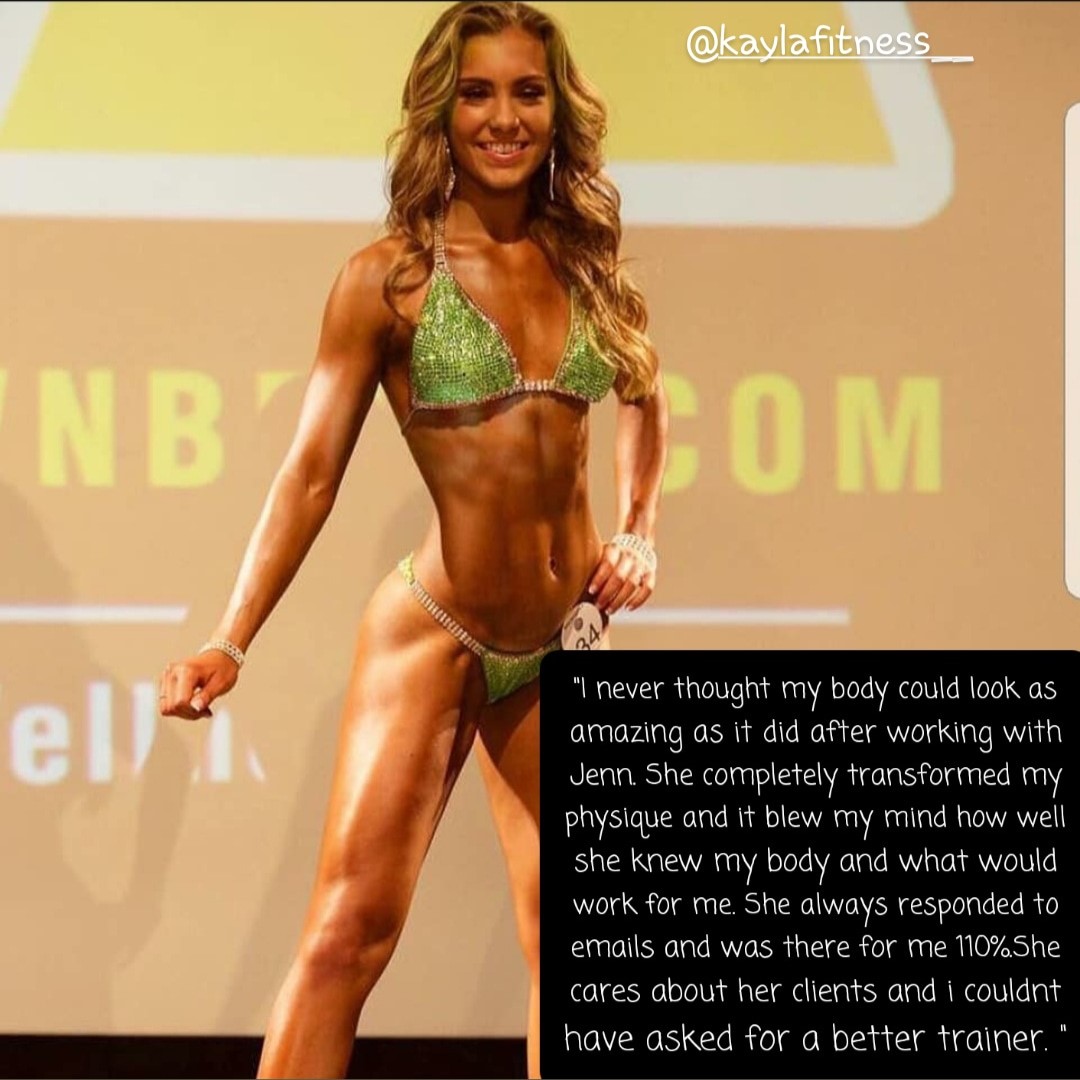 @kaylafitness__
NB
COM
34
ell
"I never thought my body could look as
amazing as it did after working with
Jenn. She completely transformed my
physique and it blew my mind how well
she knew my body and what would
work for me. She always responded to
emails and was there for me 110%.She
cares about her clients and i couldnt
have asked for a better trainer. "